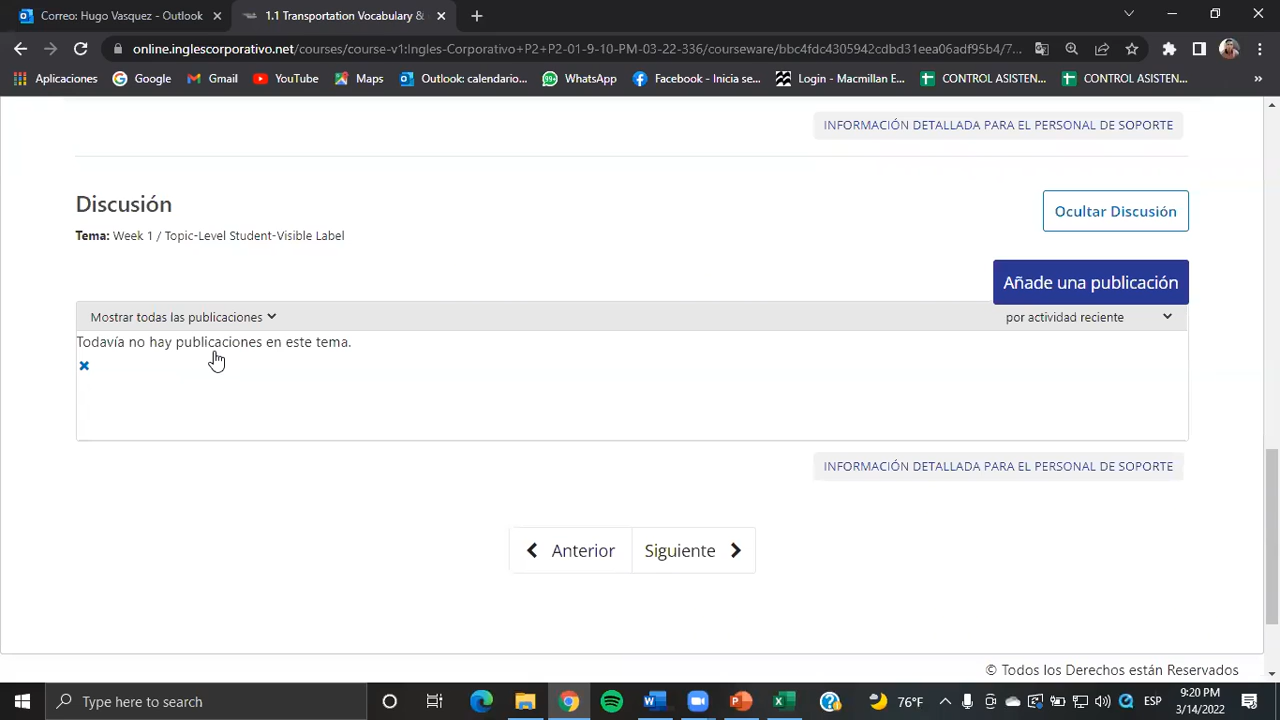 Correo: Hugo Vasquez - Outlook
1.1 Transportation Vocabulary &
online.inglescorporativo.net/courses/course-v1:Ingles-Corporativo+P2+P2-01-9-10-PM-03-22-336/courseware/bbc4fdc4305942cdbd31eea06adf95b4/7...
Aplicaciones Google Gmail YouTube Maps Outlook: calendario... WhatsApp Facebook - Inicia se... Login - Macmillan E... CONTROL ASISTEN... CONTROL ASISTEN... »
INFORMACIÓN DETALLADA PARA EL PERSONAL DE SOPORTE
Discusión
Ocultar Discusión
Tema: Week 1 / Topic-Level Student-Visible Label
Añade una publicación
Mostrar todas las publicaciones
por actividad reciente
Todavía no hay publicaciones en este tema.
INFORMACIÓN DETALLADA PARA EL PERSONAL DE SOPORTE
Anterior Siguiente
© Todos los Derechos están Reservados
Type here to search
76°F
ESP
9:20 PM
3/14/2022